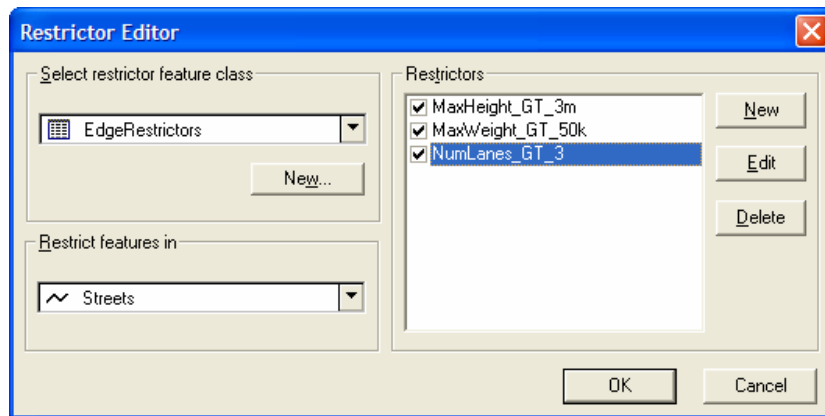 Restrictor Editor
Select restrictor feature class
EdgeRestrictors
New...
Restrict features in
Streets
Restrictors
MaxHeight_GT_3m
MaxWeight_GT_50k
NumLanes_GT_3
New
Edit
Delete
OK
Cancel